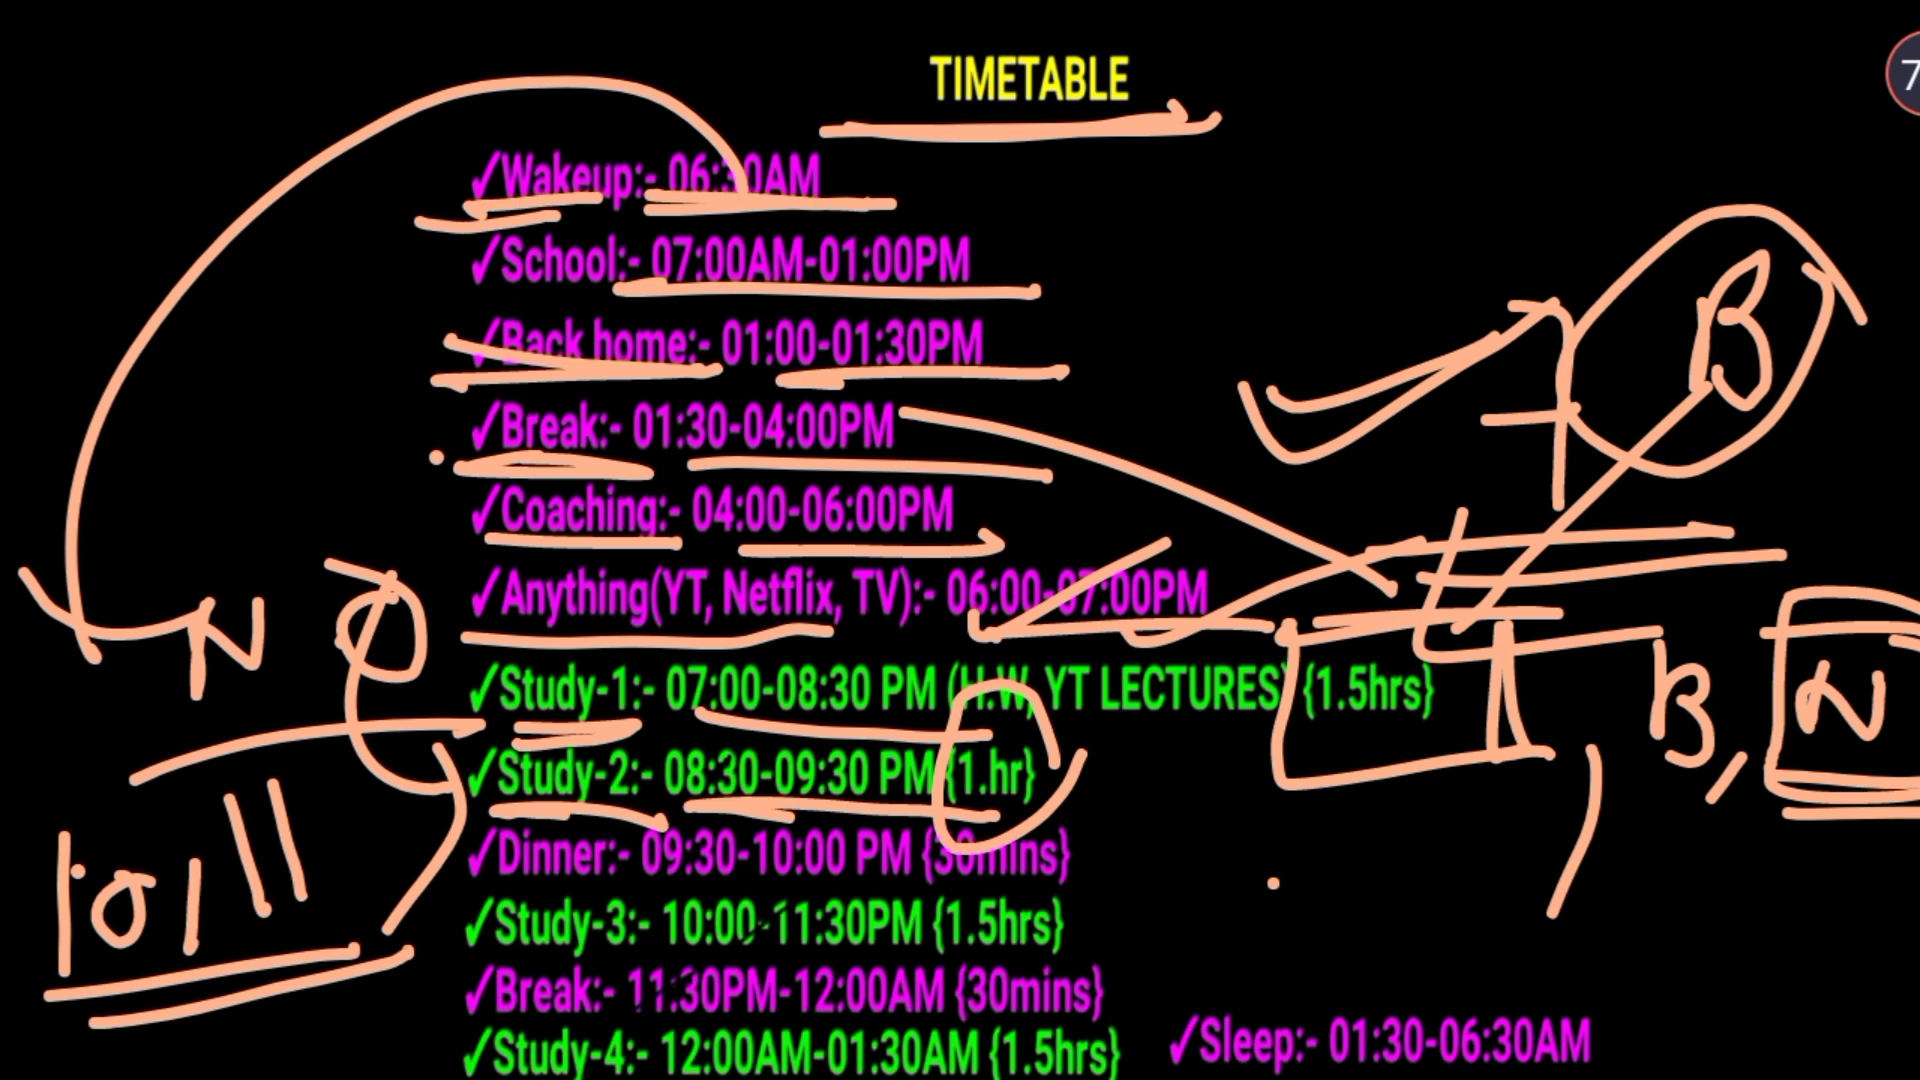 TIMETABLE
7
✓Wakeup:- 06:30AM
✓School:- 07:00AM-01:00PM
✓Back home:- 01:00-01:30PM
B
✓Break:- 01:30-04:00PM
✓Coaching:- 04:00-06:00PM
✓Anything(YT, Netflix, TV):- 06:00-07:00PM
N
✓Study-1:- 07:00-08:30 PM (H.W, YT LECTURES) {1.5hrs}
B, N
✓Study-2:- 08:30-09:30 PM {1.hr}
✓Dinner:- 09:30-10:00 PM {30mins}
10, 11
✓Study-3:- 10:00-11:30PM {1.5hrs}
✓Break:- 11:30PM-12:00AM {30mins}
✓Study-4:- 12:00AM-01:30AM {1.5hrs}
✓Sleep:- 01:30-06:30AM